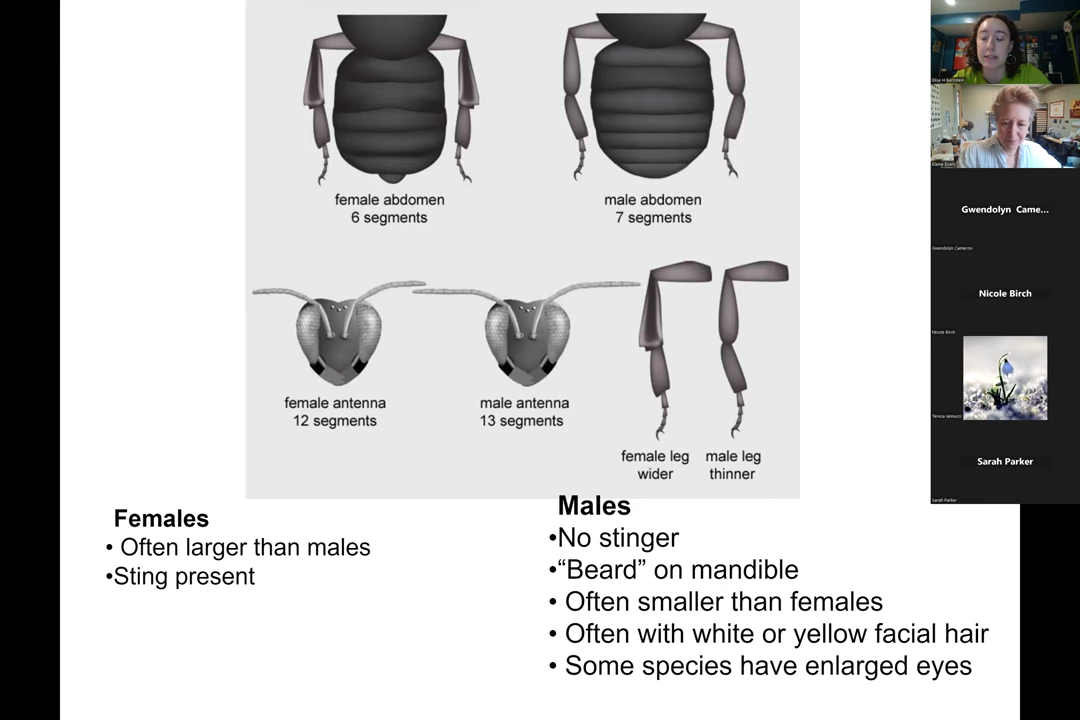 female abdomen
6 segments
male abdomen
7 segments
female antenna
12 segments
male antenna
13 segments
female leg
wider
male leg
thinner
Females
• Often larger than males
•Sting present
Males
•No stinger
•“Beard” on mandible
• Often smaller than females
• Often with white or yellow facial hair
• Some species have enlarged eyes
Elise H Bernstein
Elaine Evans
Gwendolyn Came...
Gwendolyn Cameron
Nicole Birch
Nicole Birch
Teresa Iannucci
Sarah Parker
Sarah Parker